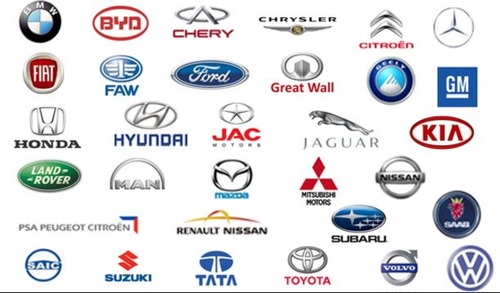 BMW
BYD
CHERY
CHRYSLER
CITROËN
FIAT
FAW
Ford
Great Wall
GEELY
GM
HONDA
HYUNDAI
JAC
MOTORS
JAGUAR
KIA
LAND
ROVER
MAN
mazda
MITSUBISHI
MOTORS
NISSAN
PSA PEUGEOT CITROËN
RENAULT NISSAN
SUBARU
SAAB
SAIC
SUZUKI
TATA
TOYOTA
VOLVO